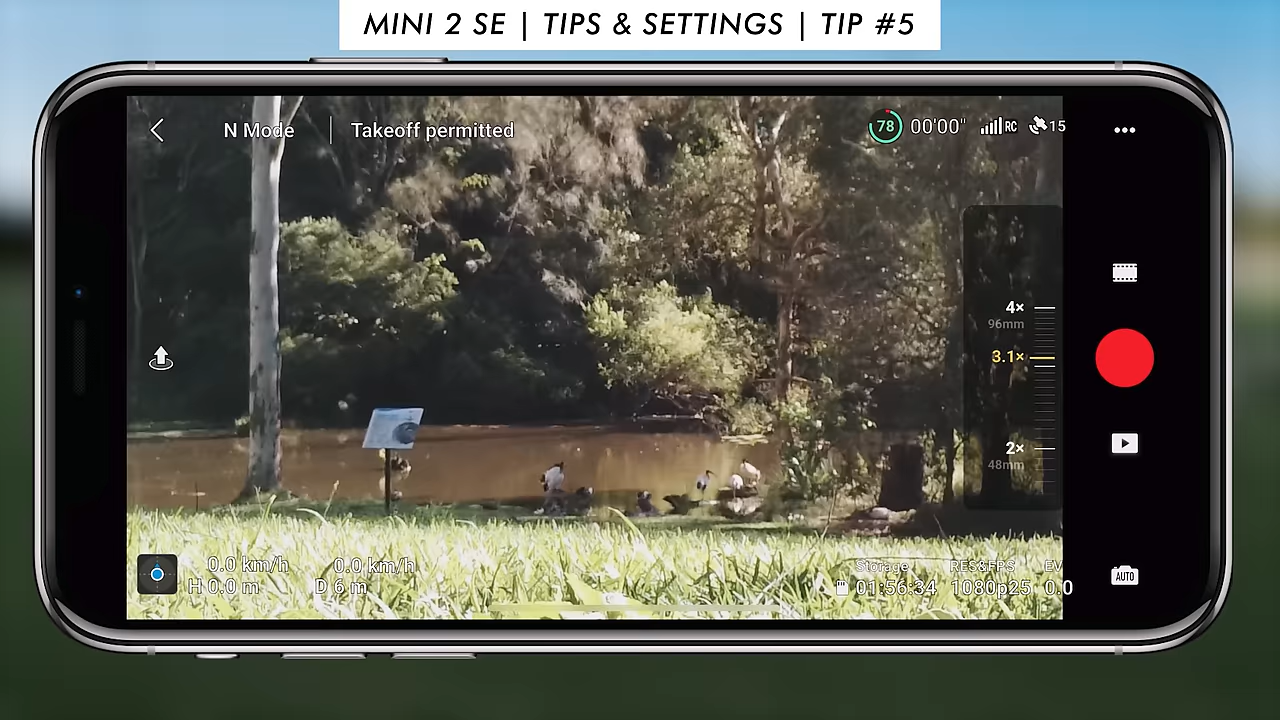 MINI 2 SE | TIPS & SETTINGS | TIP #5
N Mode | Takeoff permitted
78 00'00" RC 15
4×
96mm
3.1×
2×
48mm
0.0 km/h 0.0 km/h
H 0.0 m D 6 m
Storage RES&FPS EV
01:56:34 1080p25 0.0
AUTO